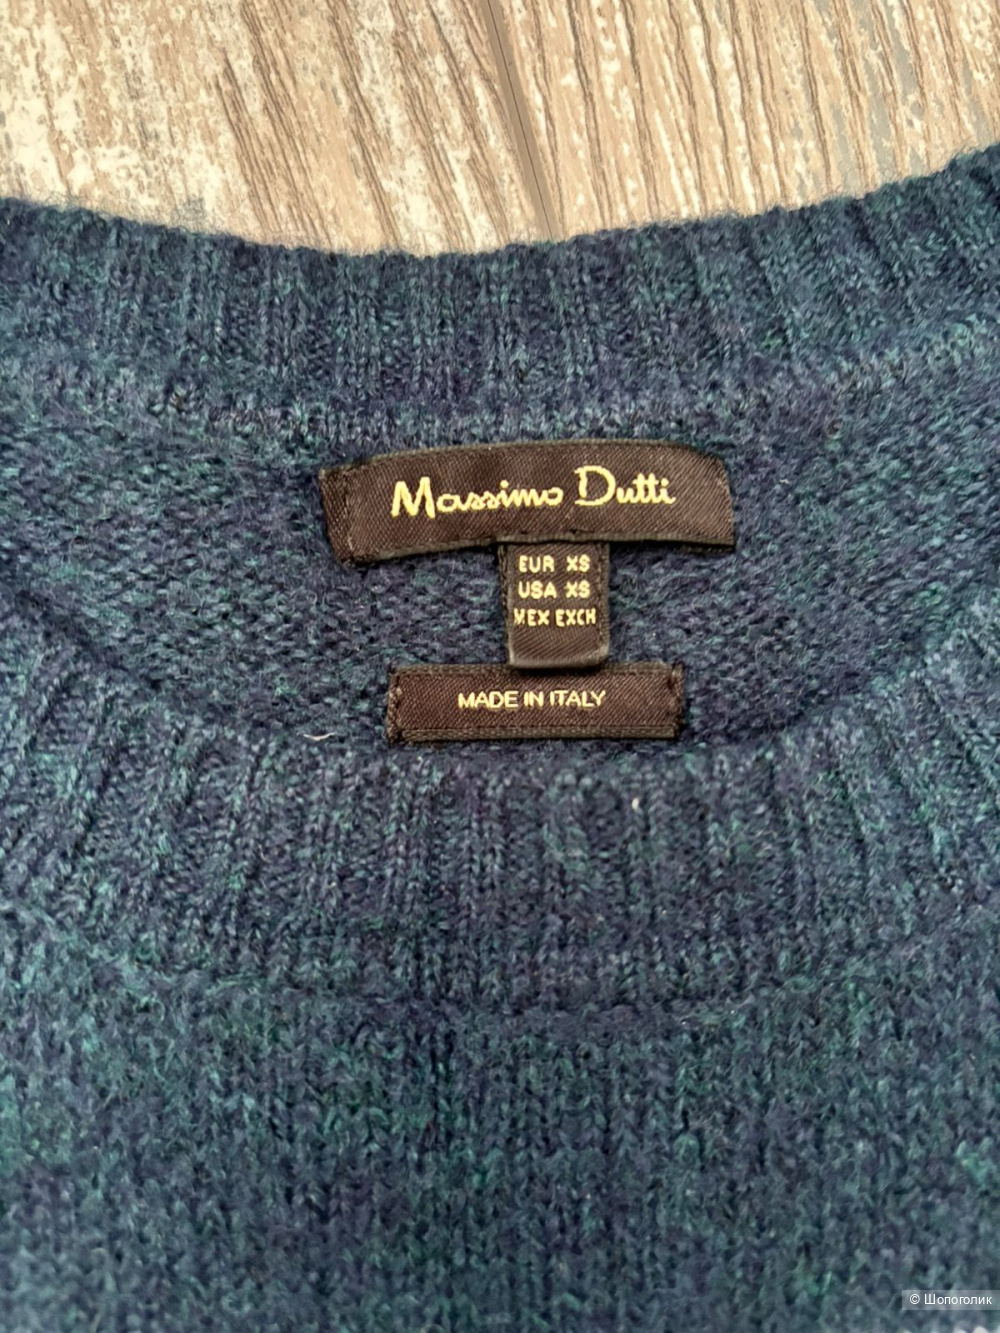 Massimo Dutti
EUR XS
USA XS
MEX EXCH
MADE IN ITALY
© Шопоголик